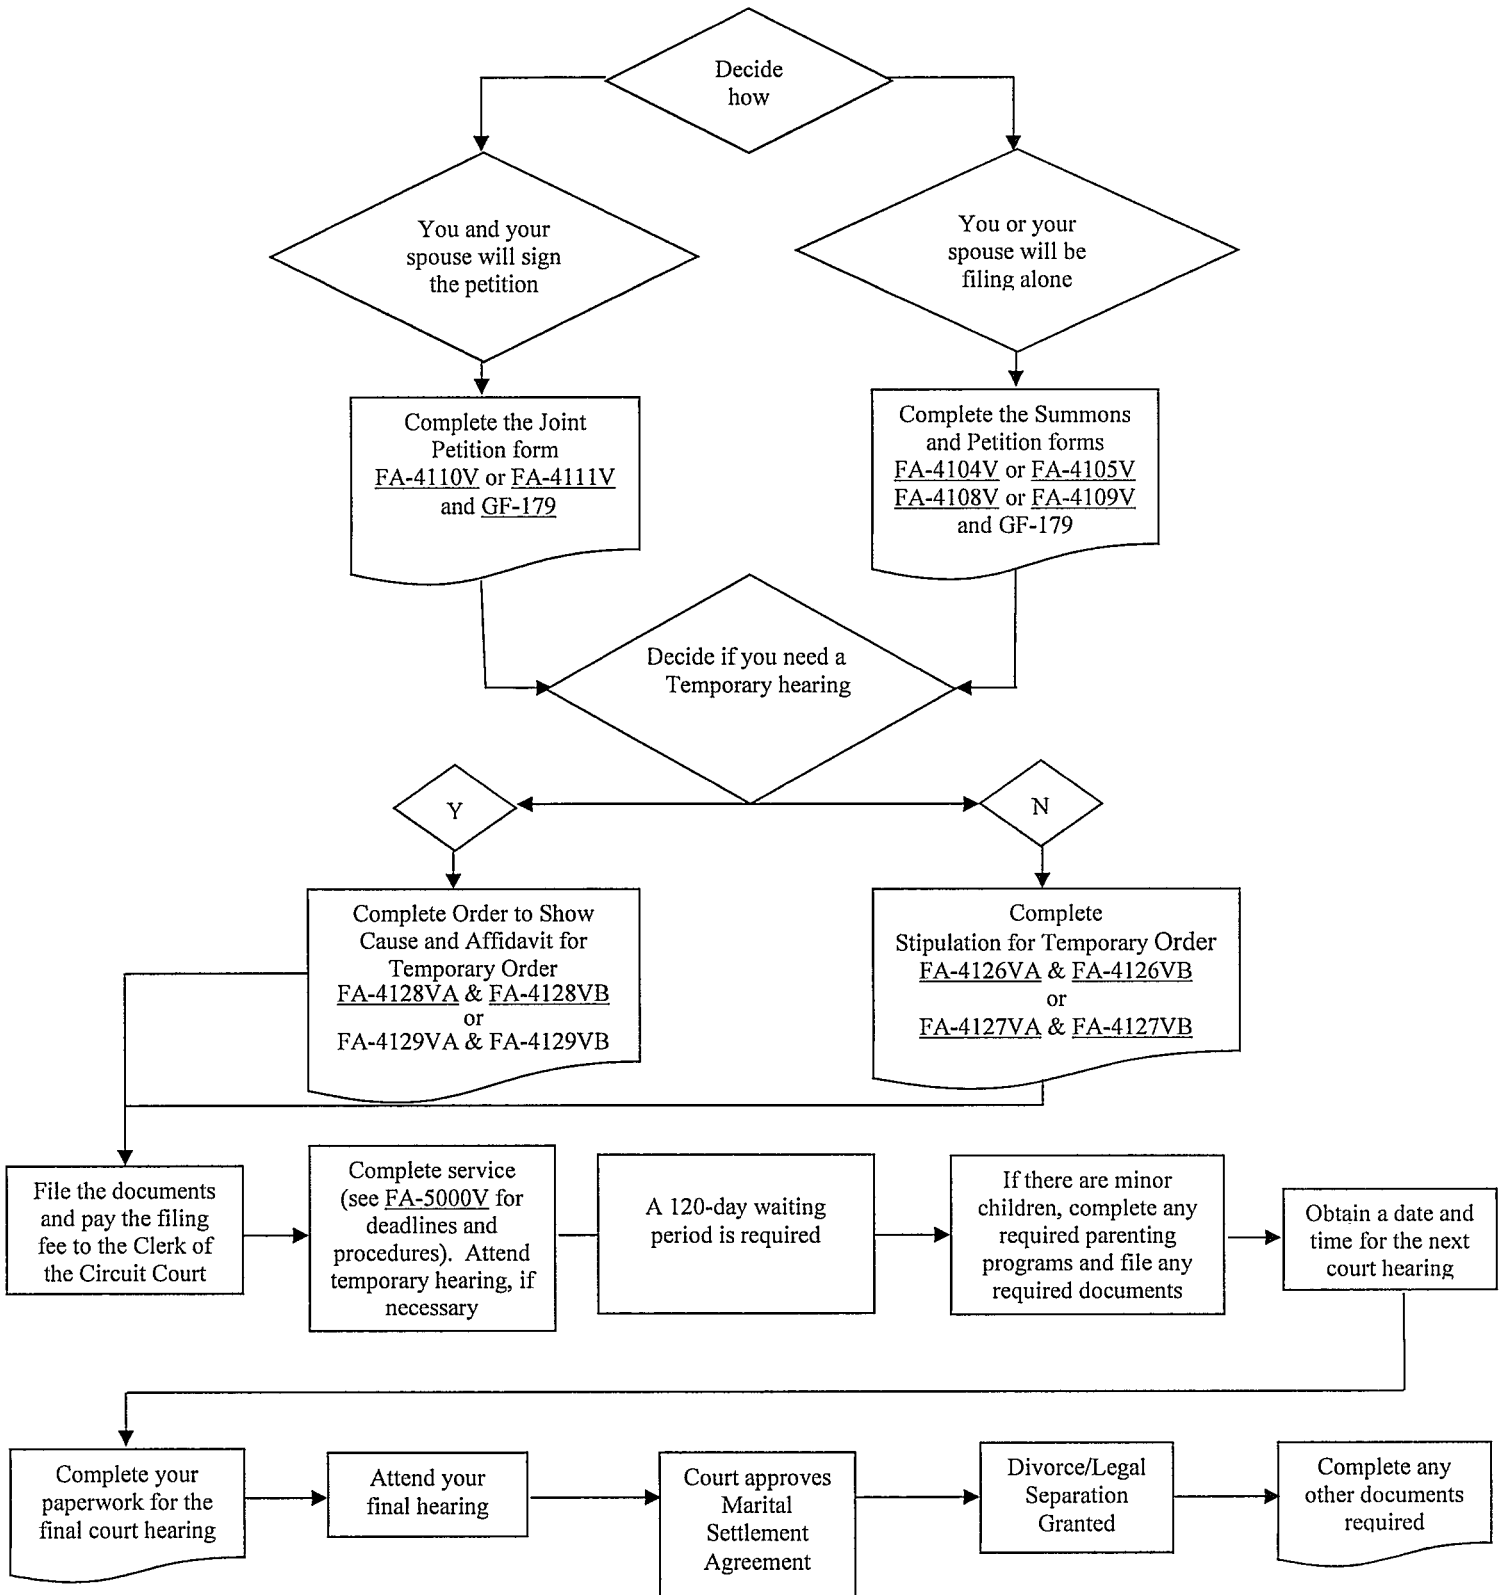 Decide
how
You and your
spouse will sign
the petition
You or your
spouse will be
filing alone
Complete the Joint
Petition form
FA-4110V or FA-4111V
and GF-179
Complete the Summons
and Petition forms
FA-4104V or FA-4105V
FA-4108V or FA-4109V
and GF-179
Decide if you need a
Temporary hearing
Y
N
Complete Order to Show
Cause and Affidavit for
Temporary Order
FA-4128VA & FA-4128VB
or
FA-4129VA & FA-4129VB
Complete
Stipulation for Temporary Order
FA-4126VA & FA-4126VB
or
FA-4127VA & FA-4127VB
File the documents
and pay the filing
fee to the Clerk of
the Circuit Court
Complete service
(see FA-5000V for
deadlines and
procedures).  Attend
temporary hearing, if
necessary
A 120-day waiting
period is required
If there are minor
children, complete any
required parenting
programs and file any
required documents
Obtain a date and
time for the next
court hearing
Complete your
paperwork for the
final court hearing
Attend your
final hearing
Court approves
Marital
Settlement
Agreement
Divorce/Legal
Separation
Granted
Complete any
other documents
required